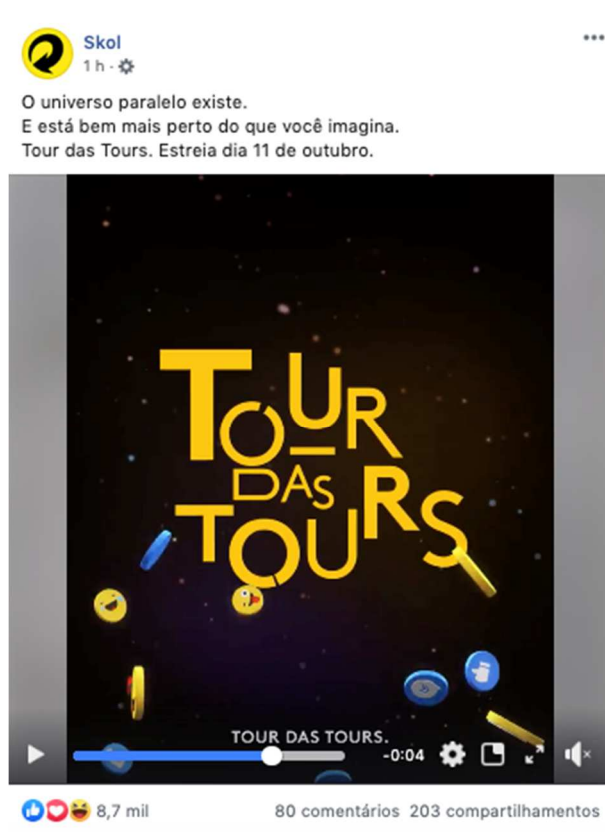 Skol
1 h ·
O universo paralelo existe.
E está bem mais perto do que você imagina.
Tour das Tours. Estreia dia 11 de outubro.
TOUR
DAS
TOURS
TOUR DAS TOURS.
-0:04
8,7 mil 80 comentários 203 compartilhamentos